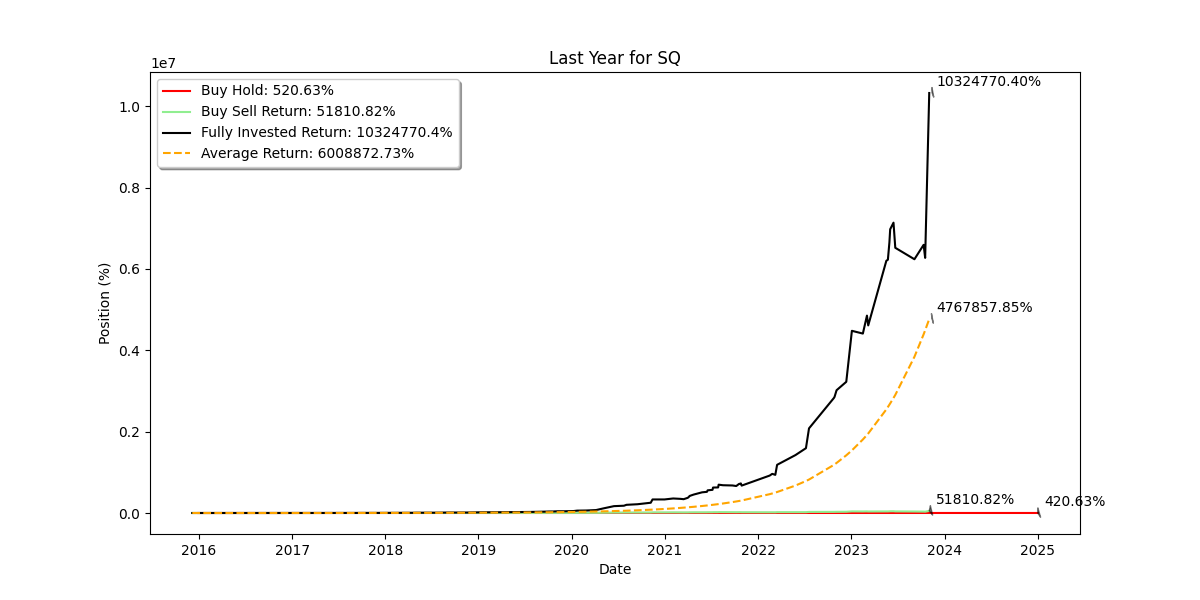 Last Year for SQ
1e7
Buy Hold: 520.63%
Buy Sell Return: 51810.82%
Fully Invested Return: 10324770.4%
Average Return: 6008872.73%
10324770.40%
4767857.85%
51810.82%
420.63%
Position (%)
1.0
0.8
0.6
0.4
0.2
0.0
2016 2017 2018 2019 2020 2021 2022 2023 2024 2025
Date